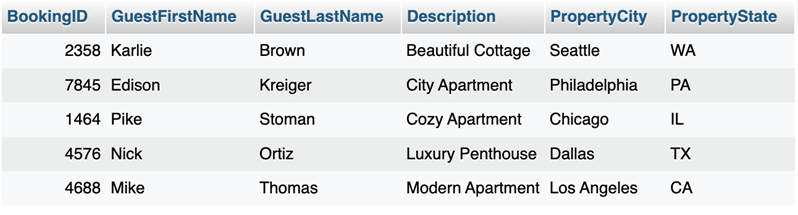 BookingID GuestFirstName GuestLastName Description PropertyCity PropertyState
2358 Karlie Brown Beautiful Cottage Seattle WA
7845 Edison Kreiger City Apartment Philadelphia PA
1464 Pike Stoman Cozy Apartment Chicago IL
4576 Nick Ortiz Luxury Penthouse Dallas TX
4688 Mike Thomas Modern Apartment Los Angeles CA